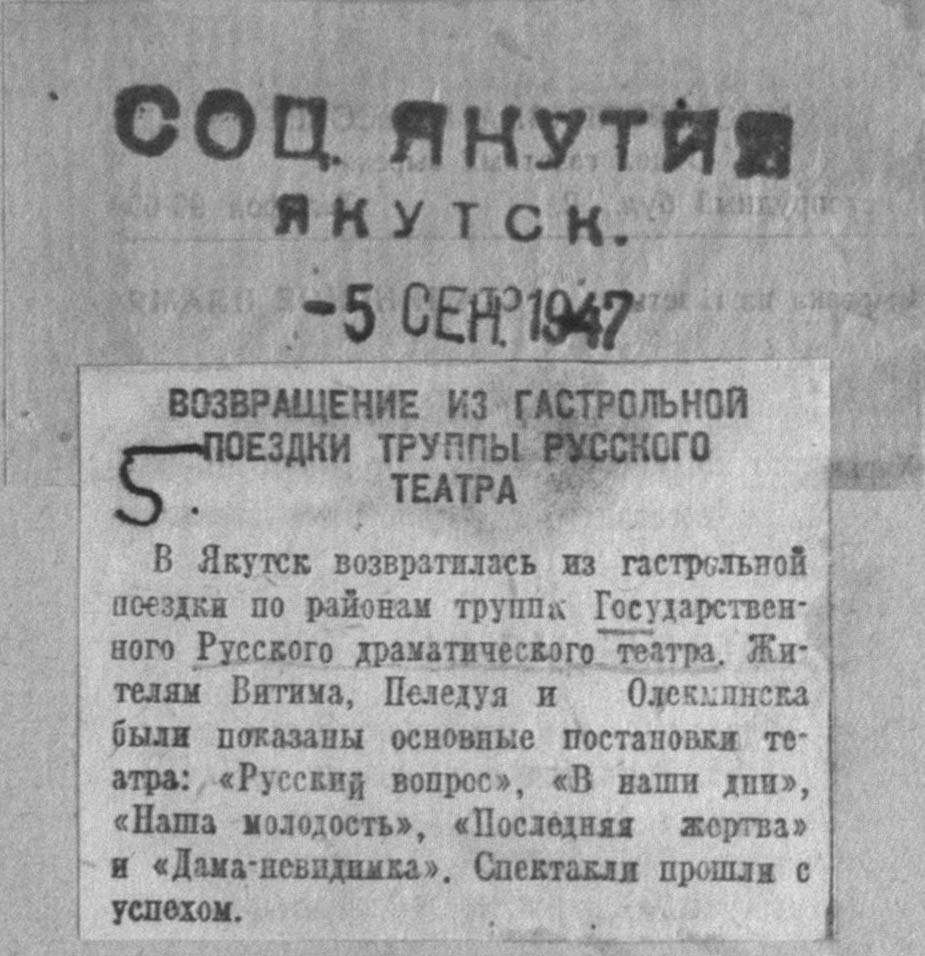 СОЦ. ЯКУТИЯ
ЯКУТСК.
-5 СЕН. 1947
ВОЗВРАЩЕНИЕ ИЗ ГАСТРОЛЬНОЙ
ПОЕЗДКИ ТРУППЫ РУССКОГО
ТЕАТРА
5.
В Якутск возвратилась из гастрольной
поездки по районам труппа Государствен-
ного Русского драматического театра. Жи-
телям Витима, Пеледуя и Олекминска
были показаны основные постановки те-
атра: «Русский вопрос», «В наши дни»,
«Наша молодость», «Последняя жертва»
и «Дама-невидимка». Спектакли прошли с
успехом.